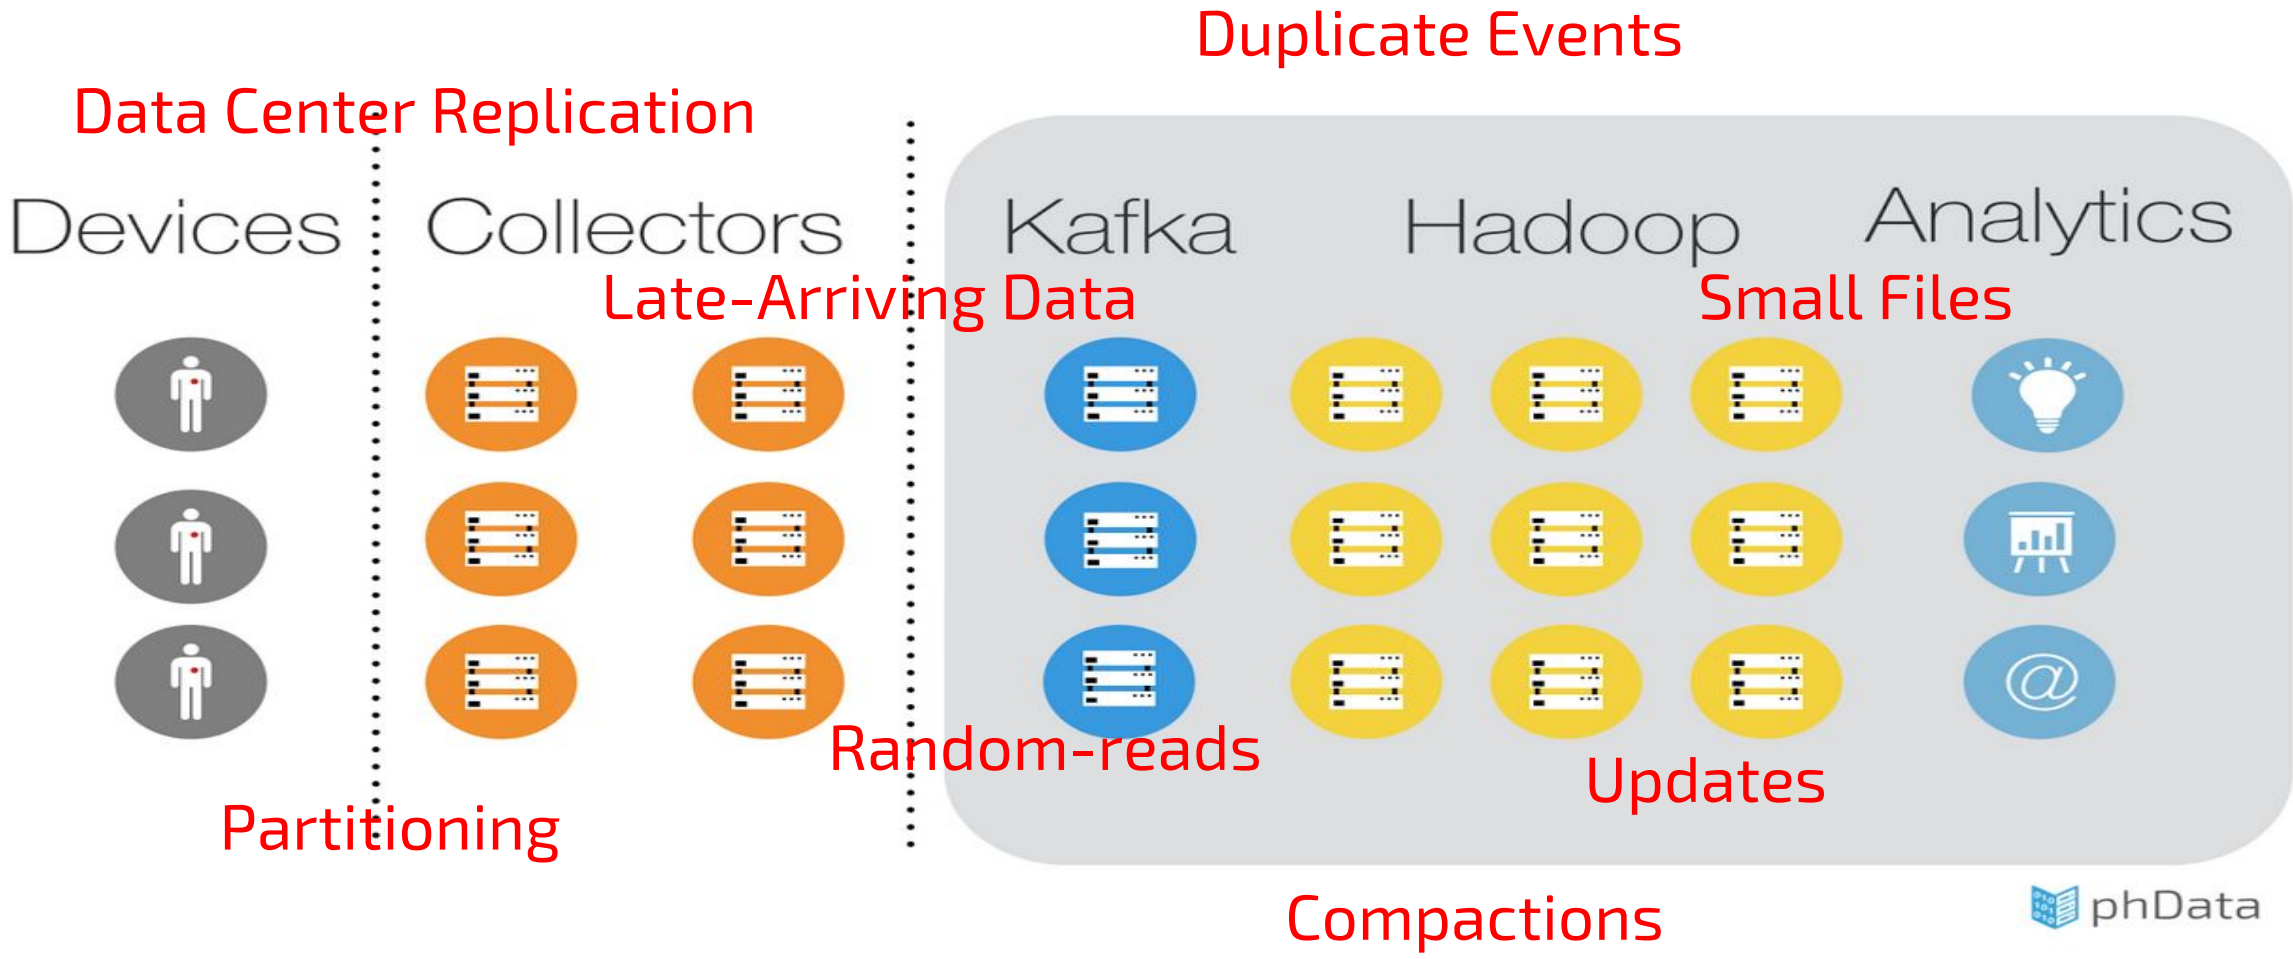 Duplicate Events
Data Center Replication
Devices
Collectors
Kafka
Hadoop
Analytics
Late-Arriving Data
Small Files
@
Random-reads
Updates
Partitioning
Compactions
phData